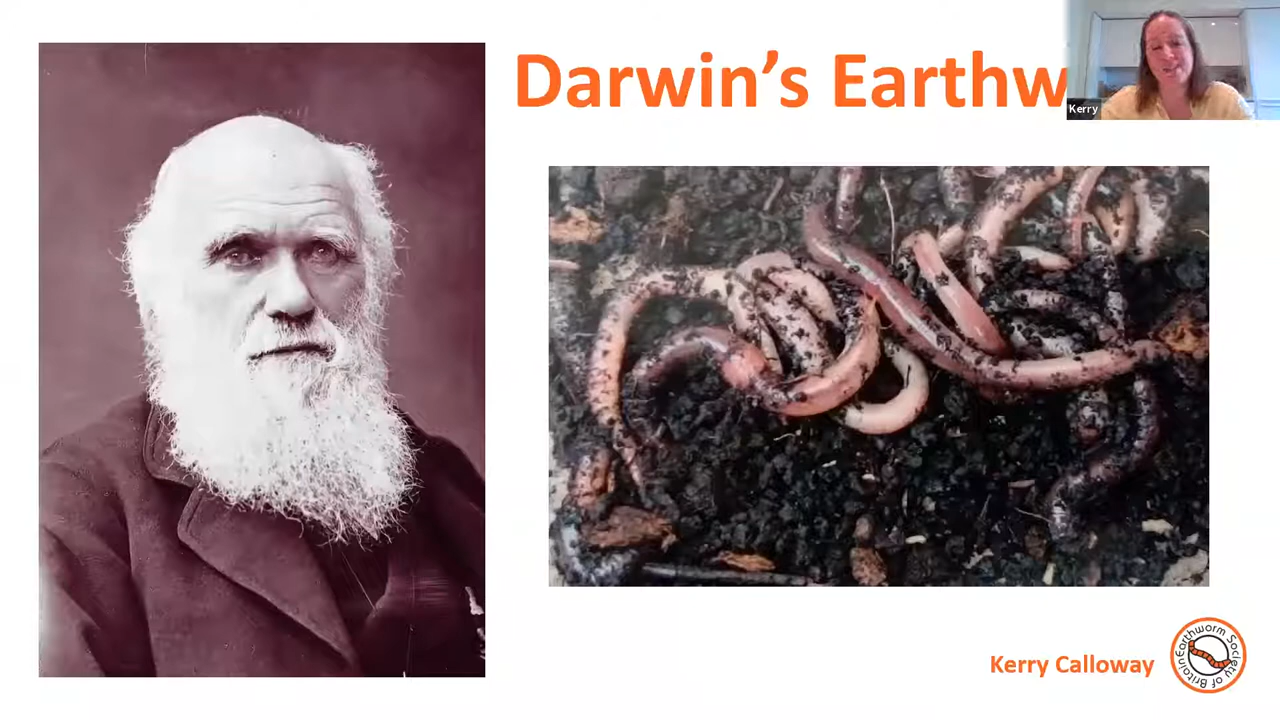 Darwin’s Earthw
Kerry
Kerry Calloway
Earthworm Society of Britain